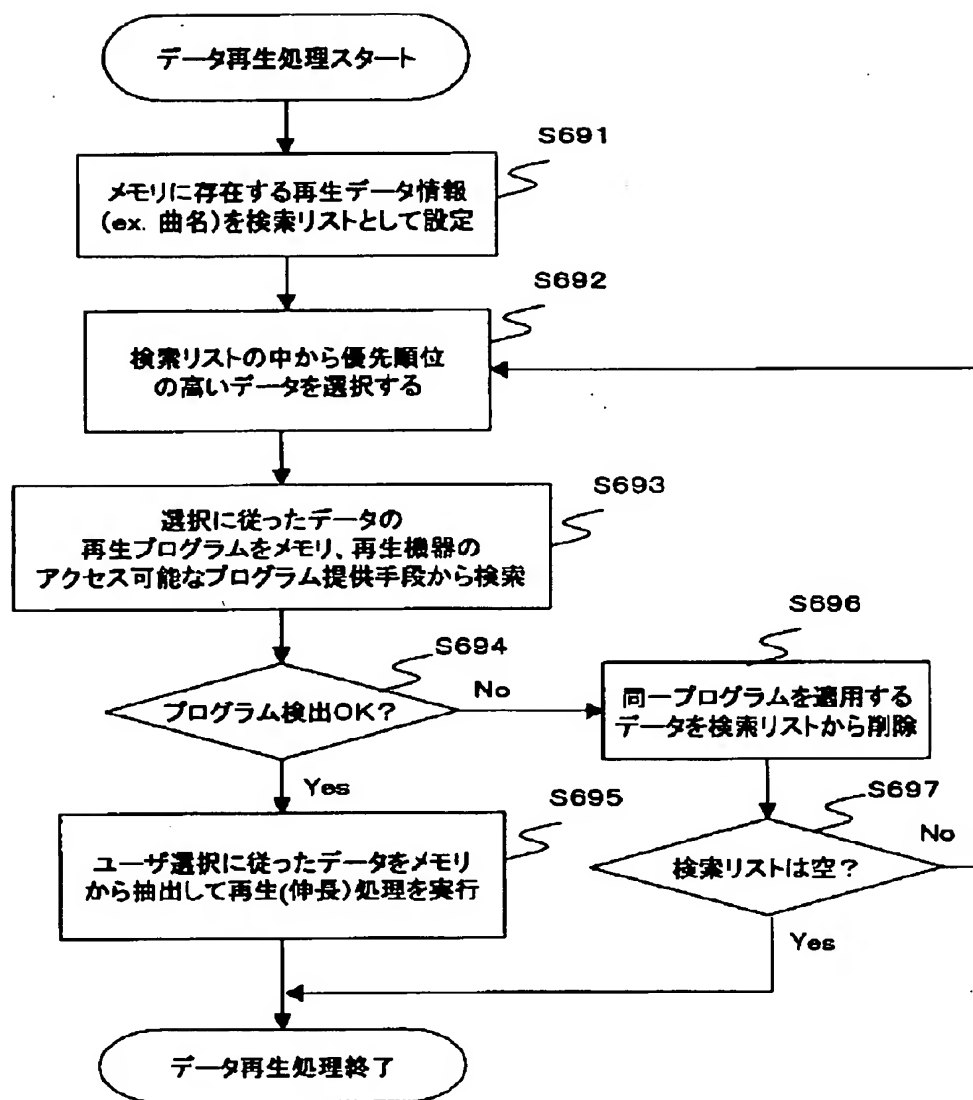 データ再生処理スタート
S691
メモリに存在する再生データ情報
(ex. 曲名)を検索リストとして設定
S692
検索リストの中から優先順位
の高いデータを選択する
S693
選択に従ったデータの
再生プログラムをメモリ、再生機器の
アクセス可能なプログラム提供手段から検索
S694
プログラム検出OK?
No
Yes
S696
同一プログラムを適用する
データを検索リストから削除
S695
ユーザ選択に従ったデータをメモリ
から抽出して再生(伸長)処理を実行
S697
検索リストは空?
No
Yes
データ再生処理終了